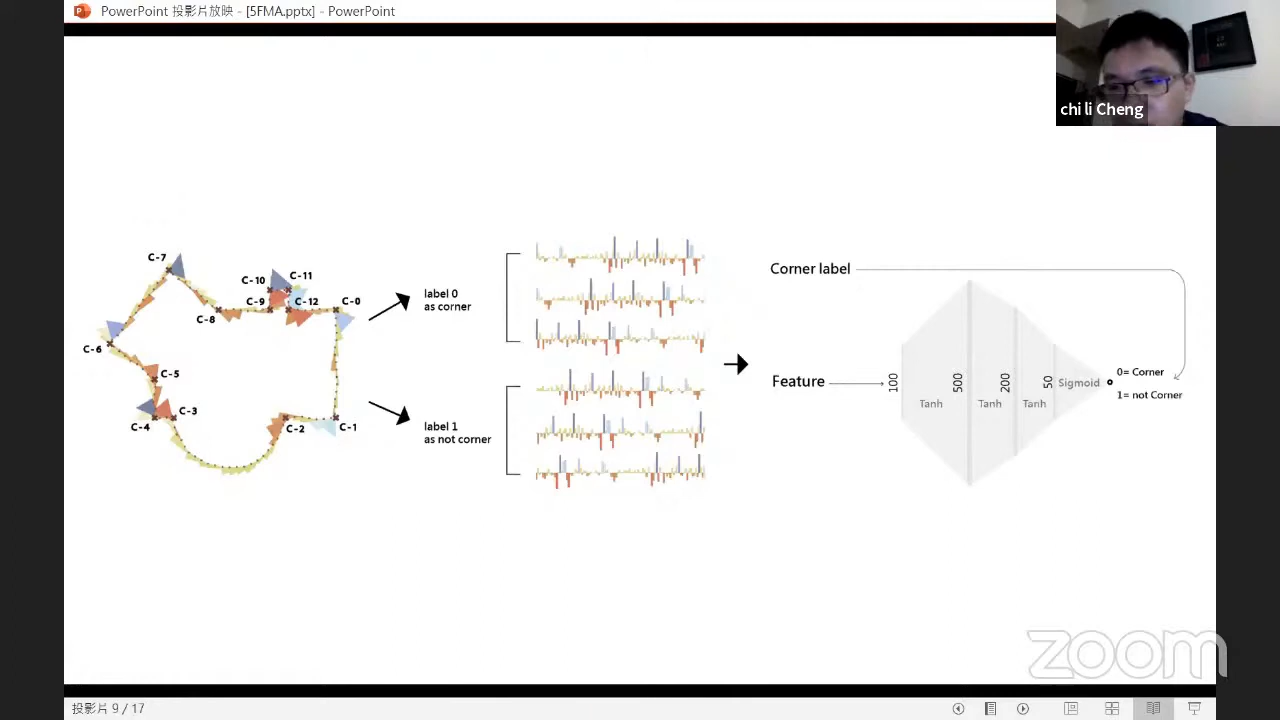 PowerPoint 投影片放映 - [5FMA.pptx] - PowerPoint
chi li Cheng
C-7
C-10
C-11
C-9
C-12
C-0
C-8
C-6
C-5
C-3
C-4
C-2
C-1
label 0
as corner
label 1
as not corner
Corner label
Feature
100
Tanh
500
Tanh
200
Tanh
50
Sigmoid
0= Corner
1= not Corner
zoom
投影片 9 / 17